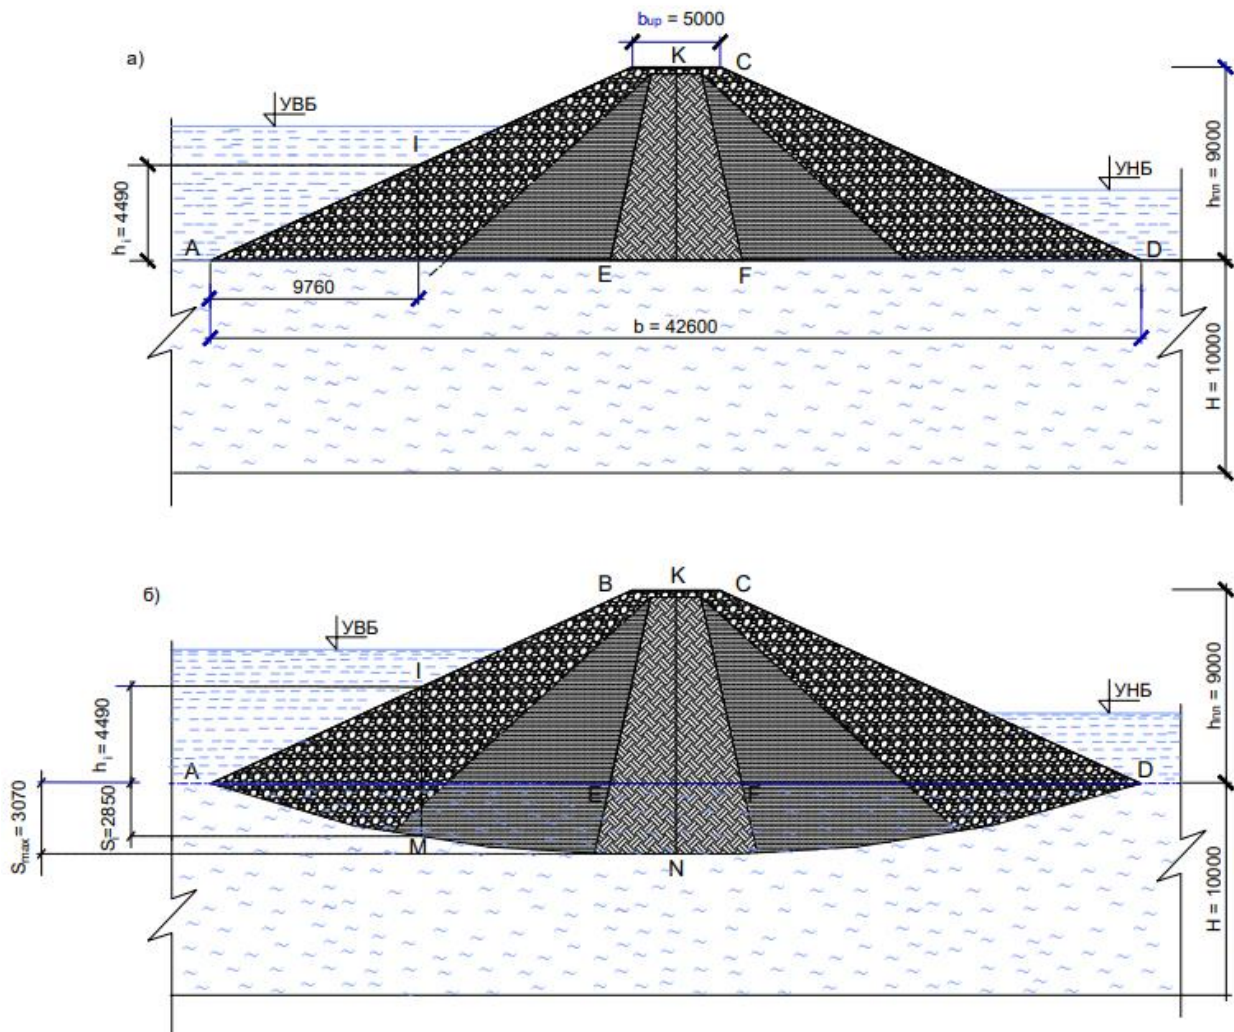 bup = 5000
а)
K
C
УВБ
I
УНБ
hi = 4490
hпл = 9000
A
D
E
F
9760
b = 42600
H = 10000
б)
B
K
C
УВБ
I
УНБ
hi = 4490
hпл = 9000
A
D
E
F
Smax = 3070
Si=2850
M
N
H = 10000